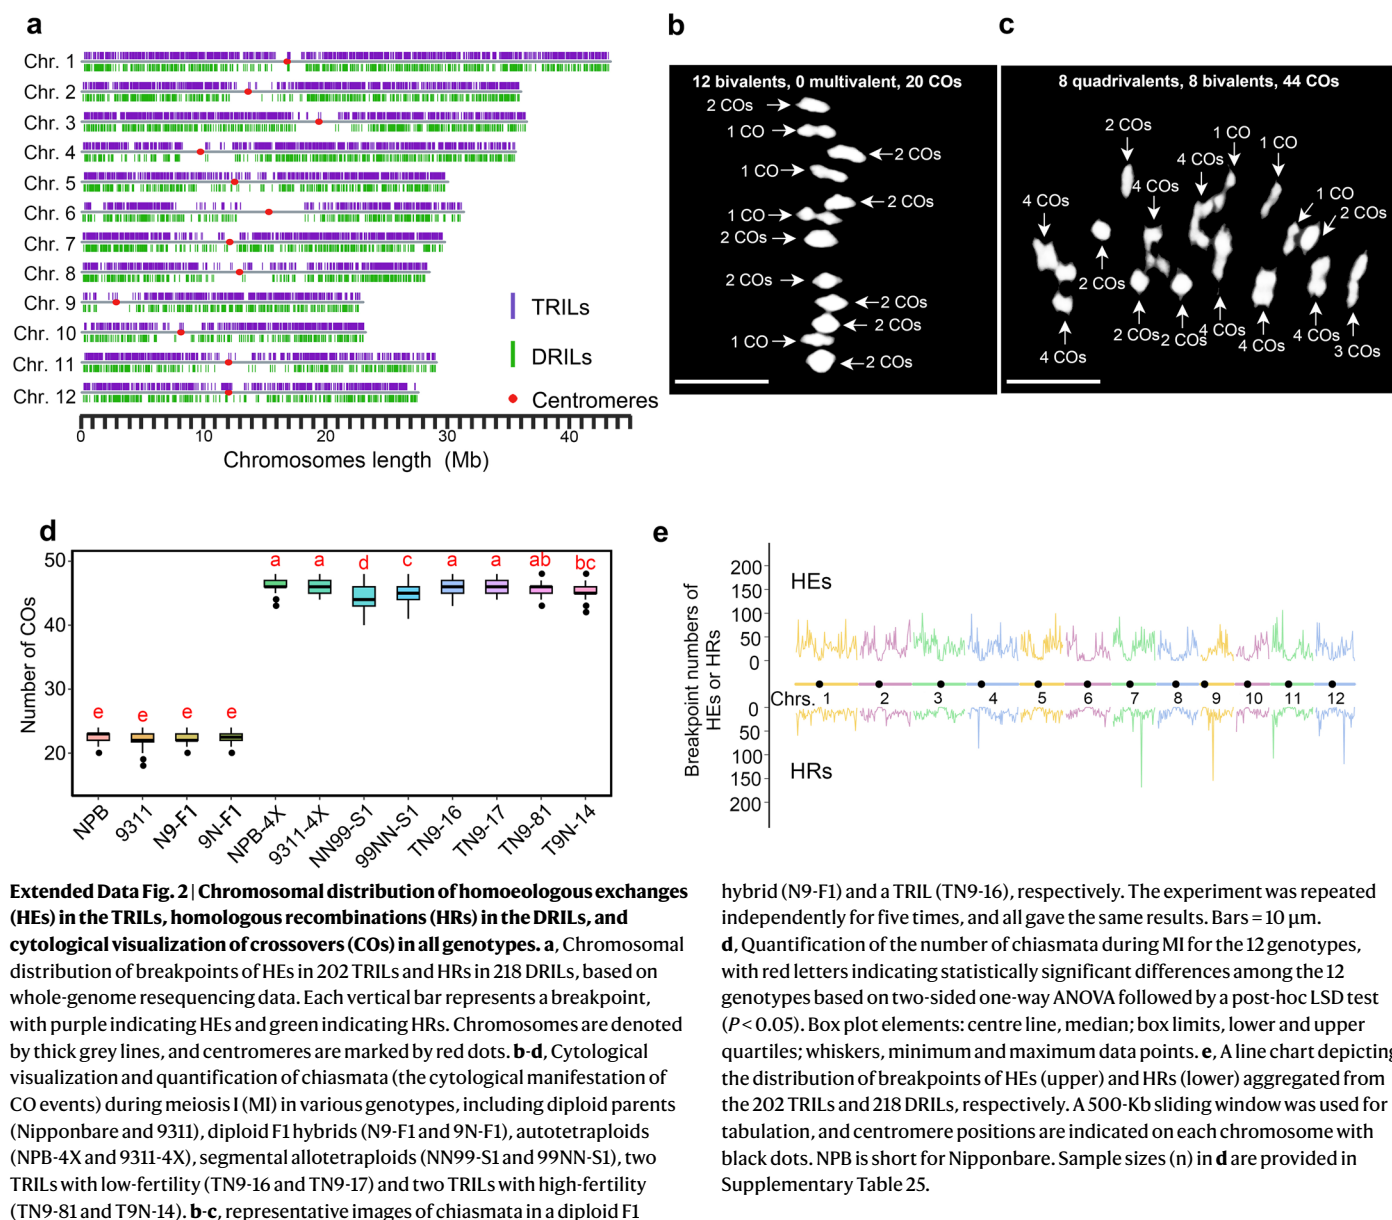 a
Chr. 1
Chr. 2
Chr. 3
Chr. 4
Chr. 5
Chr. 6
Chr. 7
Chr. 8
Chr. 9
Chr. 10
Chr. 11
Chr. 12
TRILs
DRILs
Centromeres
0 10 20 30 40
Chromosomes length (Mb)
b
12 bivalents, 0 multivalent, 20 COs
2 COs
1 CO
2 COs
1 CO
2 COs
1 CO
2 COs
2 COs
2 COs
2 COs
1 CO
2 COs
c
8 quadrivalents, 8 bivalents, 44 COs
2 COs
1 CO
4 COs
1 CO
4 COs
1 CO
4 COs
2 COs
2 COs
2 COs
2 COs
4 COs
4 COs
4 COs
3 COs
4 COs
d
Number of COs
50
40
30
20
e e e e a a d c a a ab bc
NPB 9311 N9-F1 9N-F1 NPB-4X 9311-4X NN99-S1 99NN-S1 TN9-16 TN9-17 TN9-81 T9N-14
e
Breakpoint numbers of
HEs or HRs
200
150
100
50
0
HEs
Chrs. 1 2 3 4 5 6 7 8 9 10 11 12
0
50
100
150
200
HRs
Extended Data Fig. 2 | Chromosomal distribution of homoeologous exchanges
(HEs) in the TRILs, homologous recombinations (HRs) in the DRILs, and
cytological visualization of crossovers (COs) in all genotypes. a, Chromosomal
distribution of breakpoints of HEs in 202 TRILs and HRs in 218 DRILs, based on
whole-genome resequencing data. Each vertical bar represents a breakpoint,
with purple indicating HEs and green indicating HRs. Chromosomes are denoted
by thick grey lines, and centromeres are marked by red dots. b-d, Cytological
visualization and quantification of chiasmata (the cytological manifestation of
CO events) during meiosis I (MI) in various genotypes, including diploid parents
(Nipponbare and 9311), diploid F1 hybrids (N9-F1 and 9N-F1), autotetraploids
(NPB-4X and 9311-4X), segmental allotetraploids (NN99-S1 and 99NN-S1), two
TRILs with low-fertility (TN9-16 and TN9-17) and two TRILs with high-fertility
(TN9-81 and T9N-14). b-c, representative images of chiasmata in a diploid F1
hybrid (N9-F1) and a TRIL (TN9-16), respectively. The experiment was repeated
independently for five times, and all gave the same results. Bars = 10 μm.
d, Quantification of the number of chiasmata during MI for the 12 genotypes,
with red letters indicating statistically significant differences among the 12
genotypes based on two-sided one-way ANOVA followed by a post-hoc LSD test
(P < 0.05). Box plot elements: centre line, median; box limits, lower and upper
quartiles; whiskers, minimum and maximum data points. e, A line chart depicting
the distribution of breakpoints of HEs (upper) and HRs (lower) aggregated from
the 202 TRILs and 218 DRILs, respectively. A 500-Kb sliding window was used for
tabulation, and centromere positions are indicated on each chromosome with
black dots. NPB is short for Nipponbare. Sample sizes (n) in d are provided in
Supplementary Table 25.